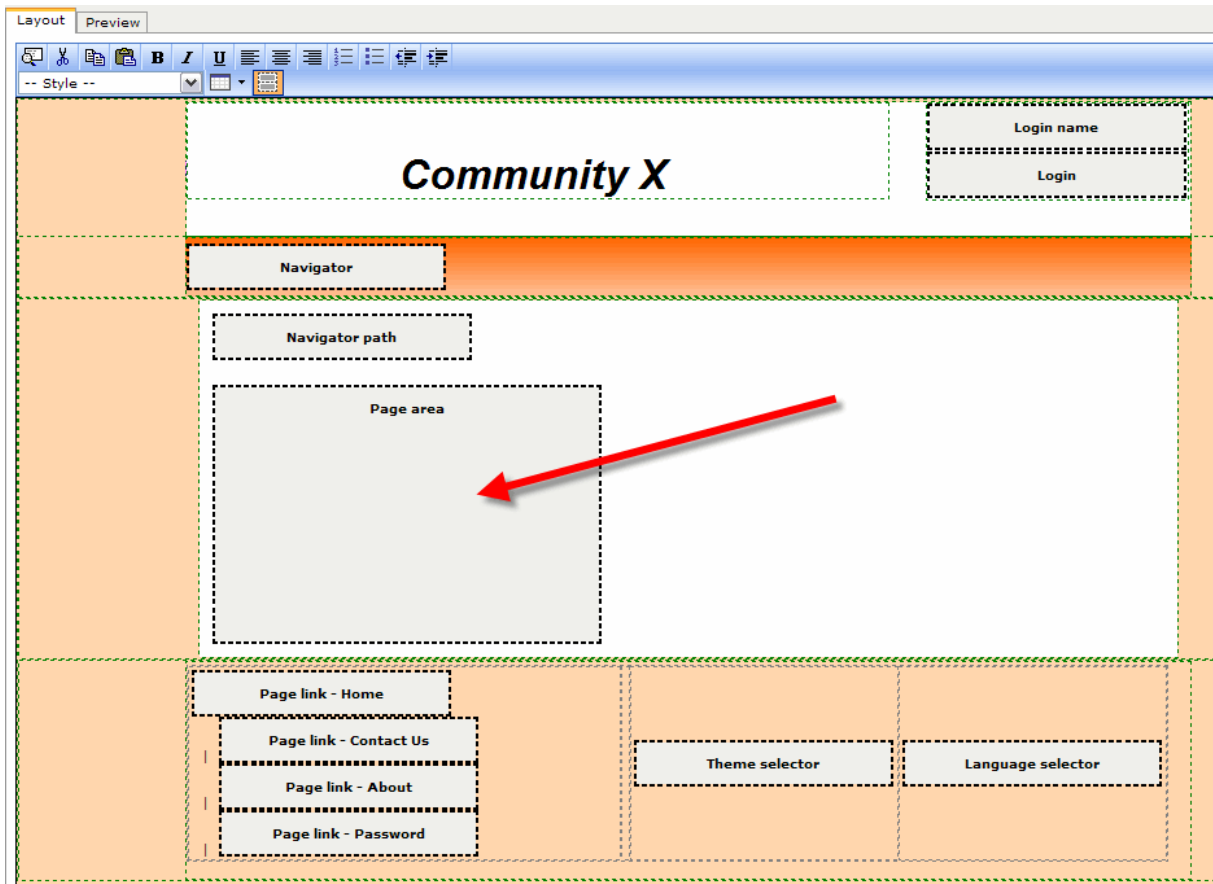 Layout Preview
B I U
-- Style --
Login name
Community X
Login
Navigator
Navigator path
Page area
Page link - Home
Page link - Contact Us
|
Theme selector
Language selector
Page link - About
|
Page link - Password
|